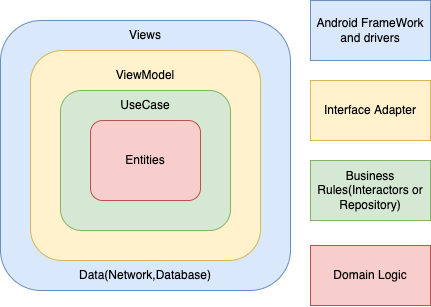 Views
ViewModel
UseCase
Entities
Data(Network,Database)
Android FrameWork
and drivers
Interface Adapter
Business
Rules(Interactors or
Repository)
Domain Logic